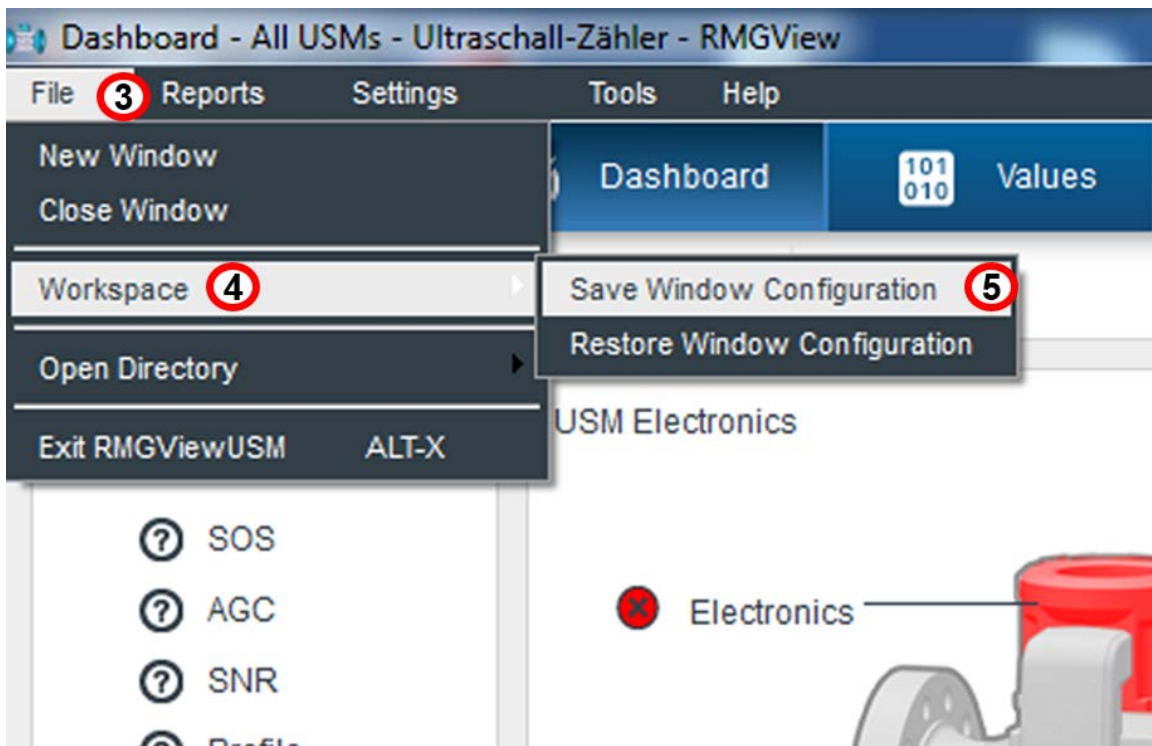 Dashboard - All USMs - Ultraschall-Zähler - RMGView
File 3 Reports Settings Tools Help
New Window
Close Window
Workspace 4
Open Directory
Exit RMGViewUSM ALT-X
Save Window Configuration 5
Restore Window Configuration
Dashboard
101
010
Values
USM Electronics
? SOS
? AGC
? SNR
? Profile
Electronics